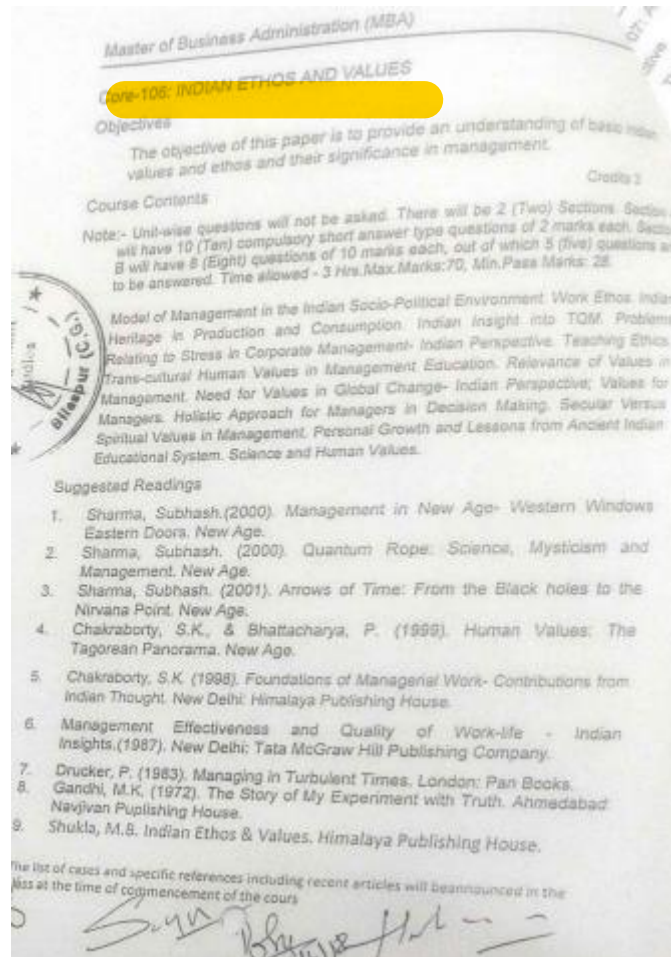 Master of Business Administration (MBA)
Core-106: INDIAN ETHOS AND VALUES
Objectives
The objective of this paper is to provide an understanding of basic
values and ethos and their significance in management.
Credits
Course Contents
Note:- Unit-wise questions will not be asked. There will be 2 (Two) Sections.
will have 10 (Ten) compulsory short answer type questions of 2 marks each.
B will have 8 (Eight) questions of 10 marks each, out of which 5 (five) questions
to be answered. Time allowed - 3 Hrs.Max.Marks:70, Min.Pass Marks: 28
Model of Management in the Indian Socio-Political Environment. Work Ethos.
Heritage in Production and Consumption. Indian Insight into TQM.
Relating to Stress in Corporate Management- Indian Perspective. Teaching Ethics.
Trans-cultural Human Values in Management Education. Relevance of Values in
Management. Need for Values in Global Change- Indian Perspective; Values for
Managers. Holistic Approach for Managers in Decision Making. Secular Versus
Spiritual Values in Management. Personal Growth and Lessons from Ancient Indian
Educational System. Science and Human Values.
Bilaspur (C.G.)
Suggested Readings
1. Sharma, Subhash.(2000). Management in New Age- Western Windows
Eastern Doors. New Age.
2. Sharma, Subhash. (2000). Quantum Rope: Science, Mysticism and
Management. New Age.
3. Sharma, Subhash. (2001). Arrows of Time: From the Black holes to the
Nirvana Point. New Age.
4. Chakraborty, S.K., & Bhattacharya, P. (1999). Human Values: The
Tagorean Panorama. New Age.
5. Chakraborty, S.K. (1998). Foundations of Managerial Work- Contributions from
Indian Thought. New Delhi: Himalaya Publishing House.
6. Management Effectiveness and Quality of Work-life - Indian
Insights.(1987). New Delhi: Tata McGraw Hill Publishing Company.
7. Drucker, P. (1983). Managing in Turbulent Times. London: Pan Books.
8. Gandhi, M.K, (1972). The Story of My Experiment with Truth. Ahmedabad:
Navjivan Puplishing House.
9. Shukla, M.B. Indian Ethos & Values. Himalaya Publishing House.
The list of cases and specific references including recent articles will beannounced in the
at the time of commencement of the cours